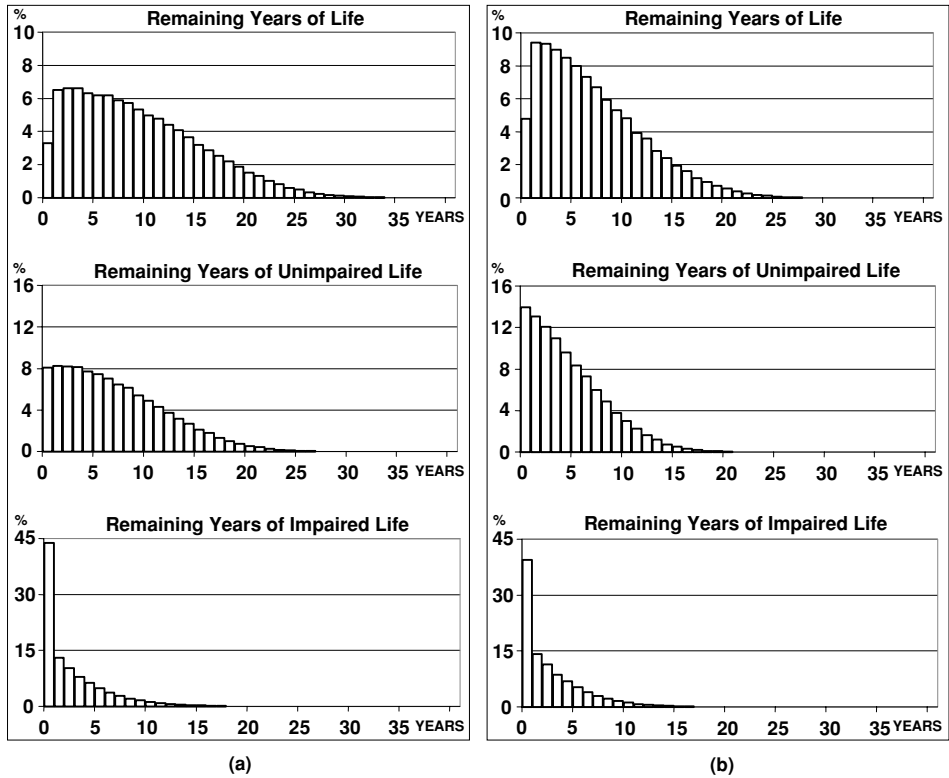 %
Remaining Years of Life
10
8
6
4
2
0
0 5 10 15 20 25 30 35 YEARS
%
Remaining Years of Unimpaired Life
16
12
8
4
0
0 5 10 15 20 25 30 35 YEARS
%
Remaining Years of Impaired Life
45
30
15
0
0 5 10 15 20 25 30 35 YEARS
(a)
%
Remaining Years of Life
10
8
6
4
2
0
0 5 10 15 20 25 30 35 YEARS
%
Remaining Years of Unimpaired Life
16
12
8
4
0
0 5 10 15 20 25 30 35 YEARS
%
Remaining Years of Impaired Life
45
30
15
0
0 5 10 15 20 25 30 35 YEARS
(b)